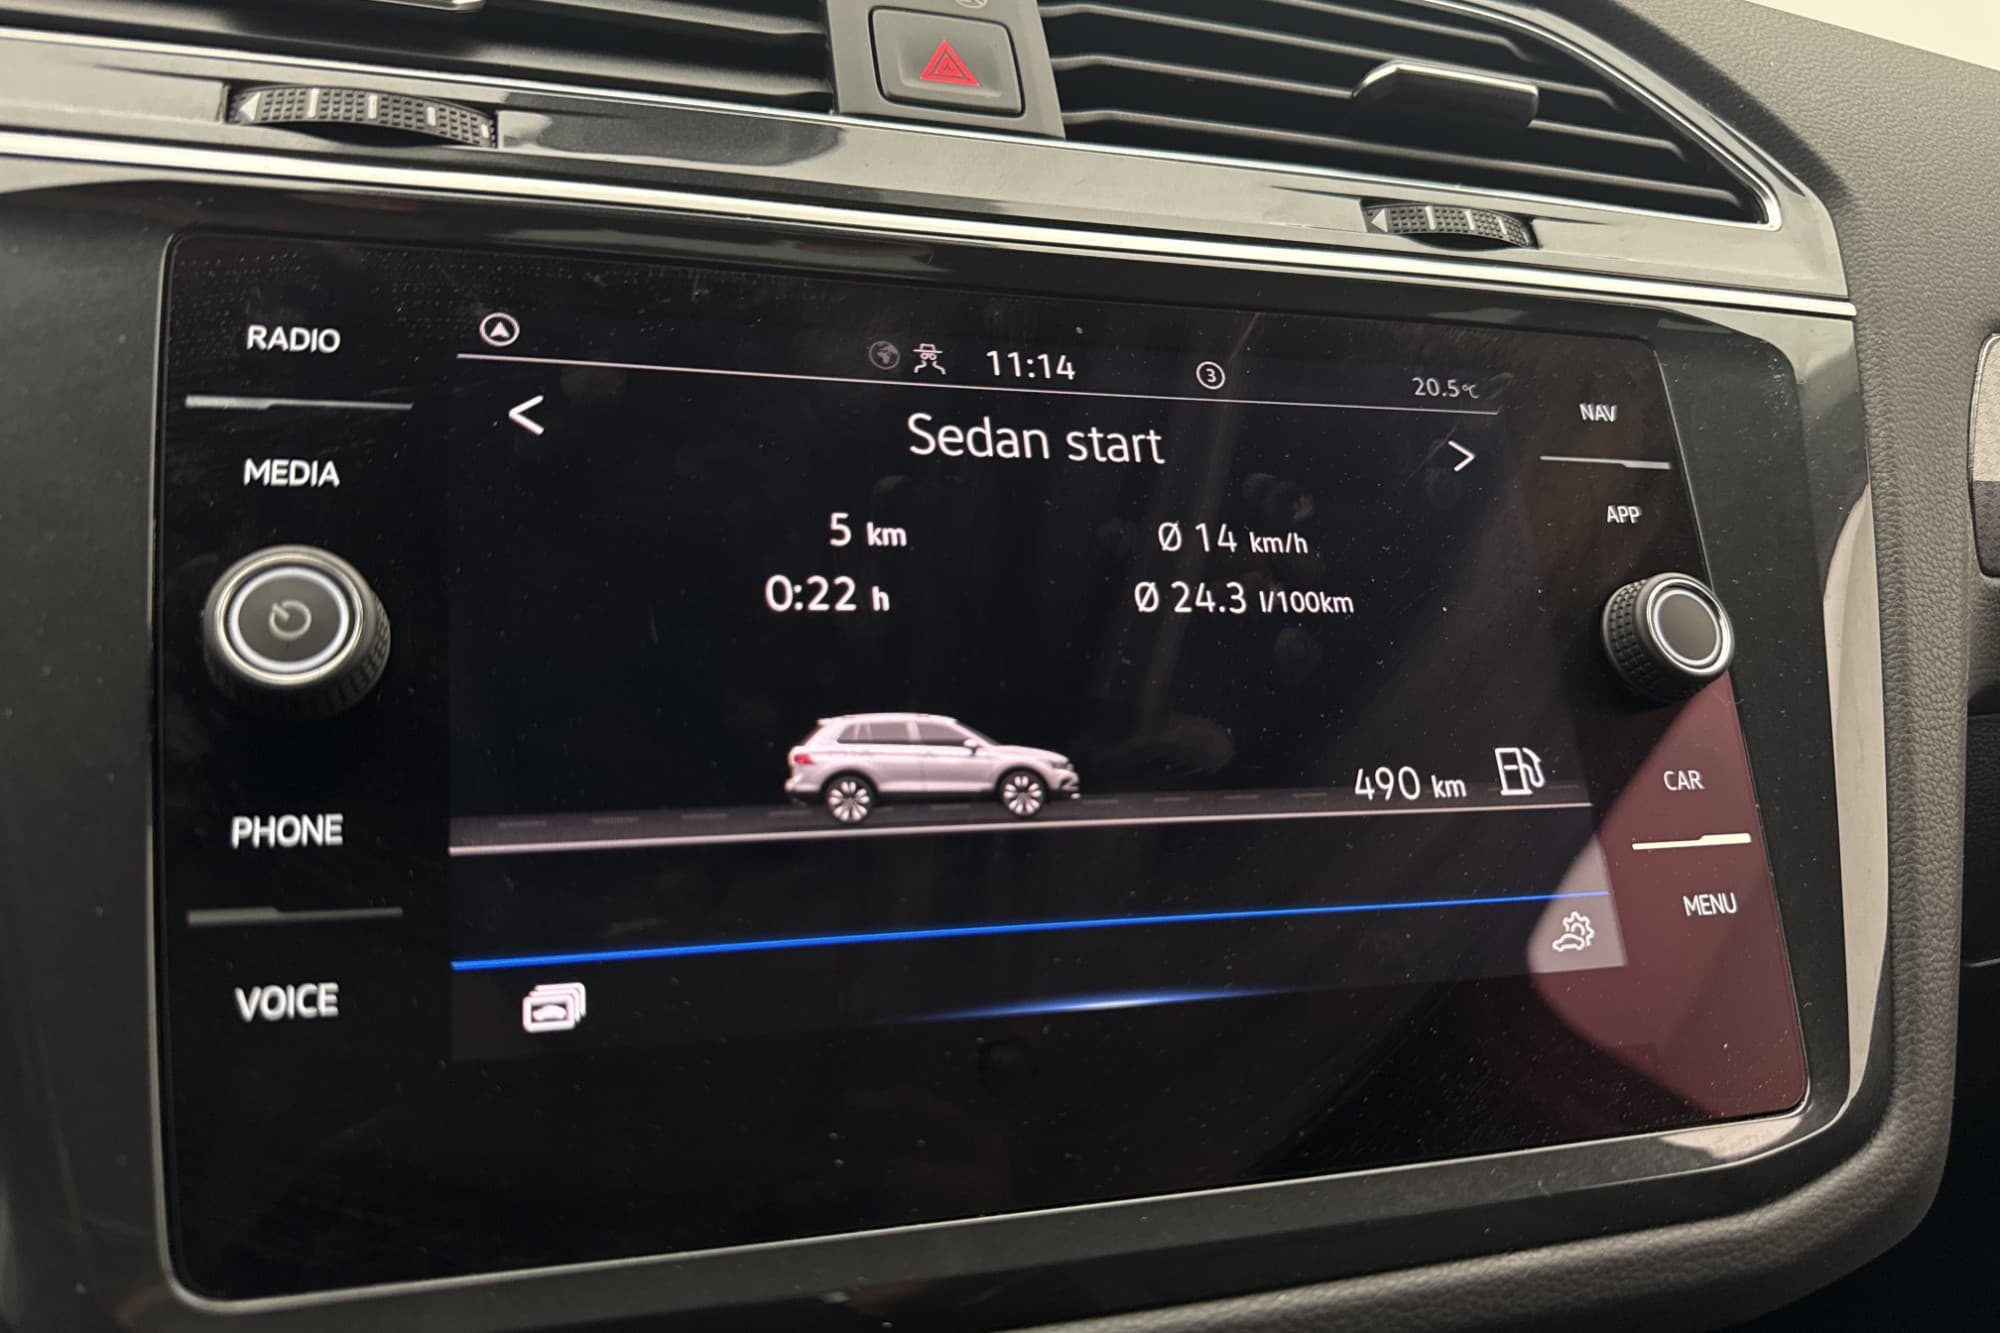 RADIO
MEDIA
PHONE
VOICE
11:14
3
20.5°C
< Sedan start >
5 km
Ø 14 km/h
0:22 h
Ø 24.3 l/100km
490 km
NAV
APP
CAR
MENU